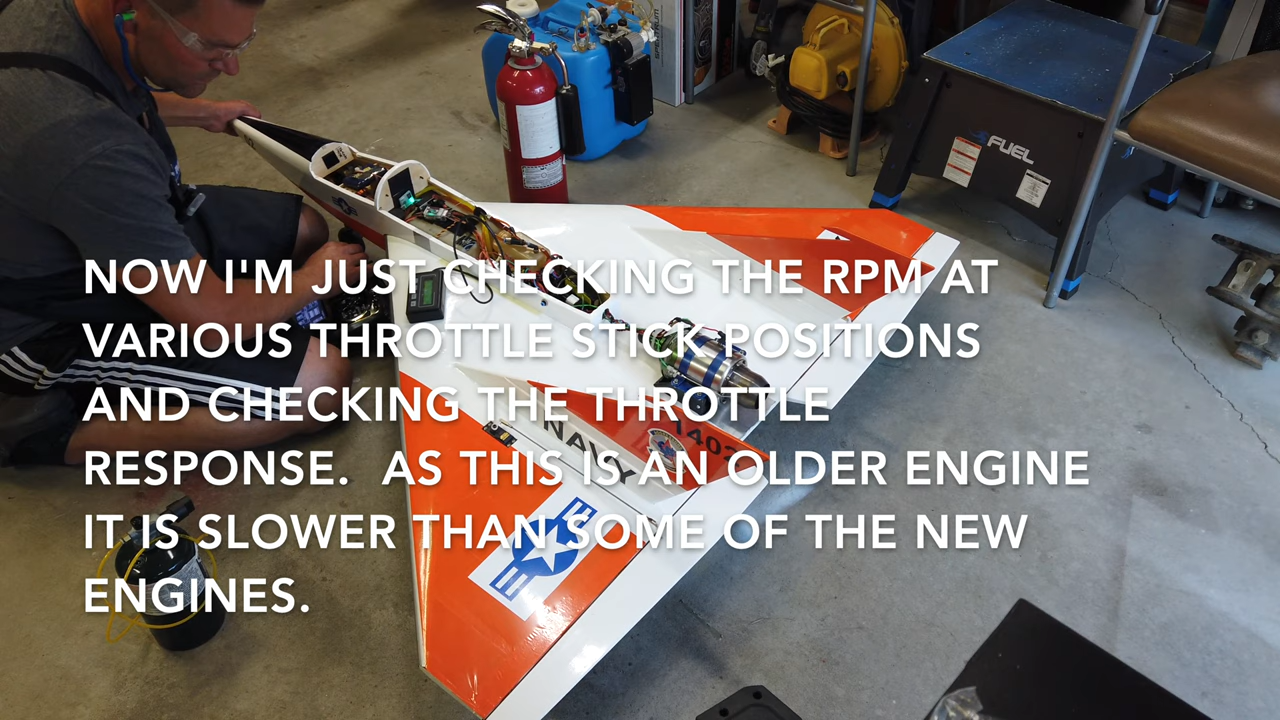 FUEL
NOW I'M JUST CHECKING THE RPM AT
VARIOUS THROTTLE STICK POSITIONS
AND CHECKING THE THROTTLE
RESPONSE.  AS THIS IS AN OLDER ENGINE
IT IS SLOWER THAN SOME OF THE NEW
ENGINES.
NAVY
1402